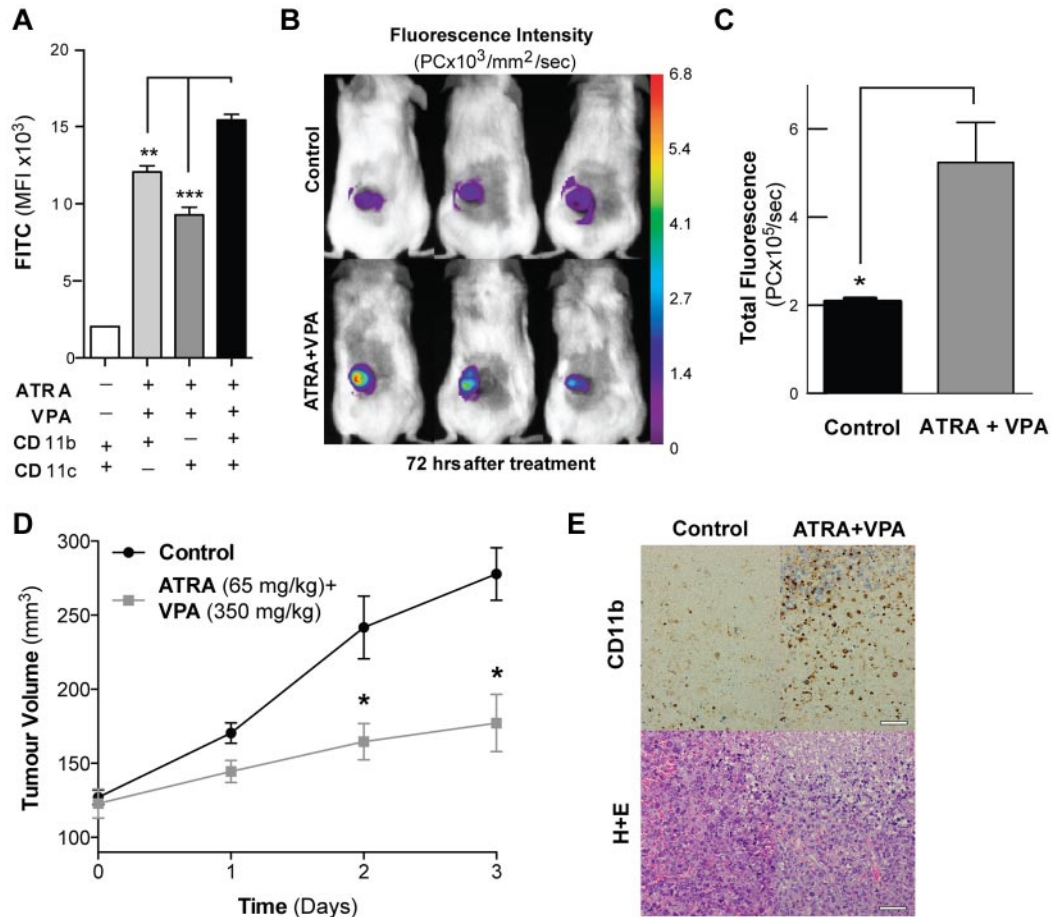 A
20
15
10
5
0
FITC (MFI x10³)
**
***
ATRA – + + +
VPA – + + +
CD 11b + + – +
CD 11c + – + +
B
Fluorescence Intensity
(PCx10³/mm²/sec)
Control
ATRA+VPA
6.8
5.4
4.1
2.7
1.4
0
72 hrs after treatment
C
Total Fluorescence
(PCx10⁵/sec)
6
4
2
0
*
Control ATRA + VPA
D
Tumour Volume (mm³)
300
250
200
150
100
Control
ATRA (65 mg/kg)+
VPA (350 mg/kg)
* *
0 1 2 3
Time (Days)
E
Control ATRA+VPA
CD11b
H+E